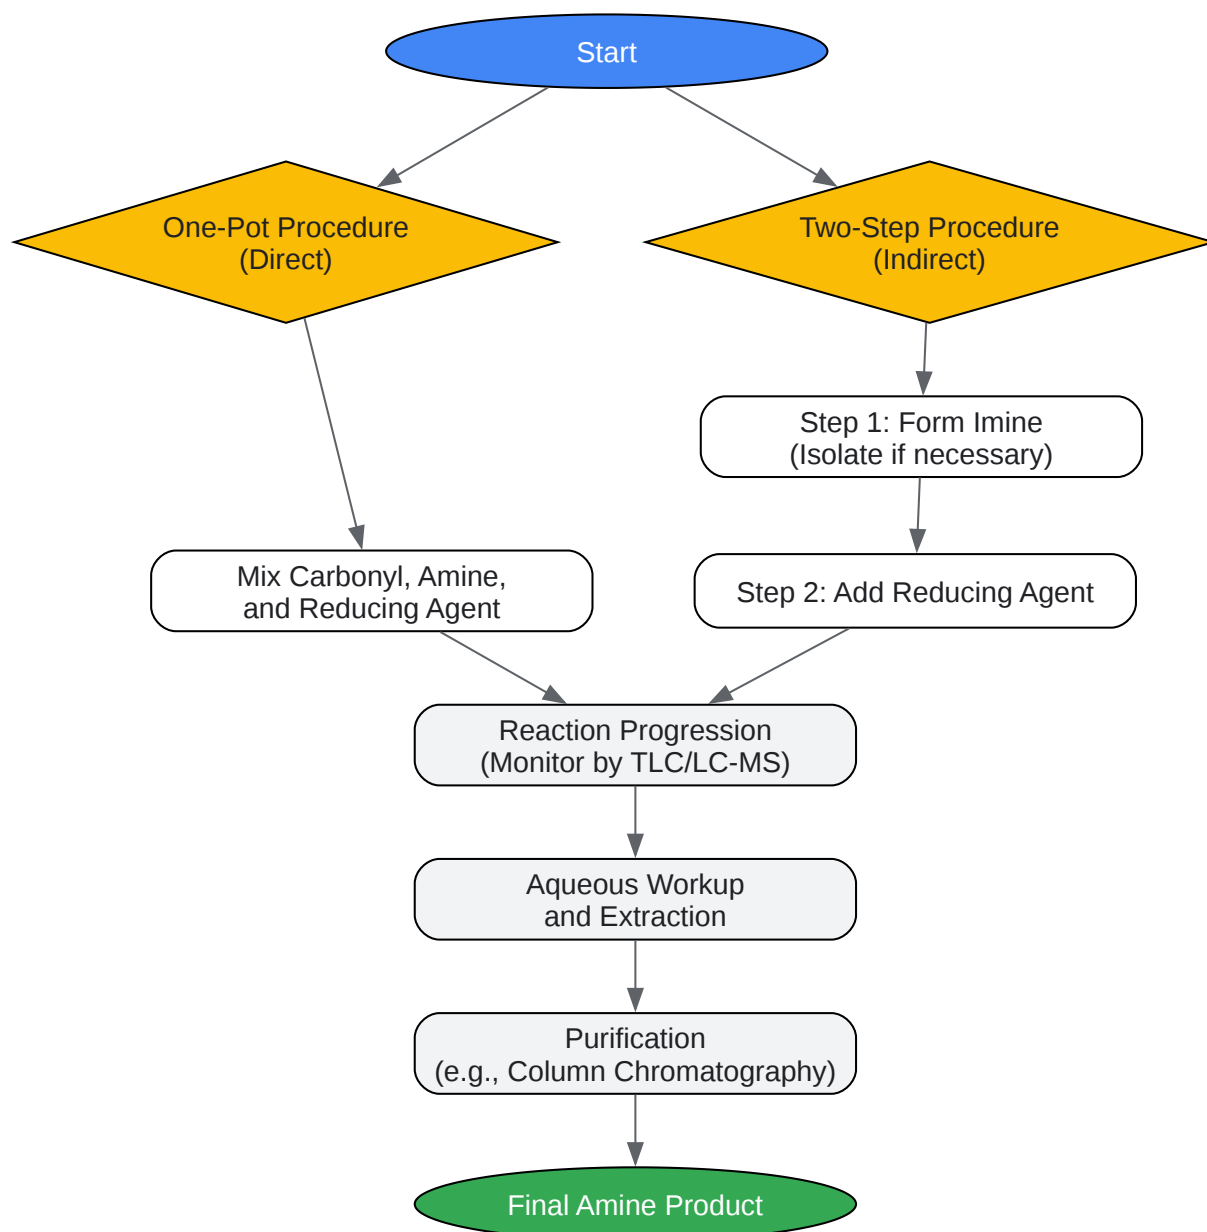 Start
One-Pot Procedure
(Direct)
Two-Step Procedure
(Indirect)
Step 1: Form Imine
(Isolate if necessary)
Mix Carbonyl, Amine,
and Reducing Agent
Step 2: Add Reducing Agent
Reaction Progression
(Monitor by TLC/LC-MS)
Aqueous Workup
and Extraction
Purification
(e.g., Column Chromatography)
Final Amine Product